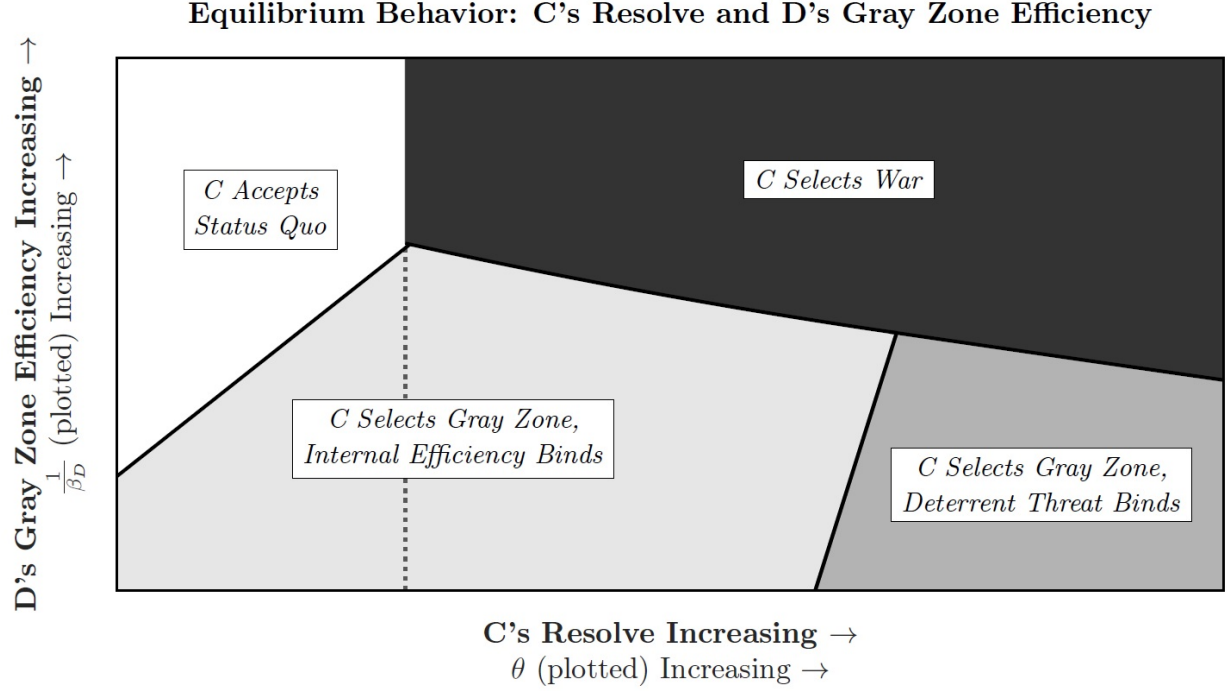 Equilibrium Behavior: C's Resolve and D's Gray Zone Efficiency
D's Gray Zone Efficiency Increasing →
1/β_D (plotted) Increasing →
C Accepts
Status Quo
C Selects War
C Selects Gray Zone,
Internal Efficiency Binds
C Selects Gray Zone,
Deterrent Threat Binds
C's Resolve Increasing →
θ (plotted) Increasing →